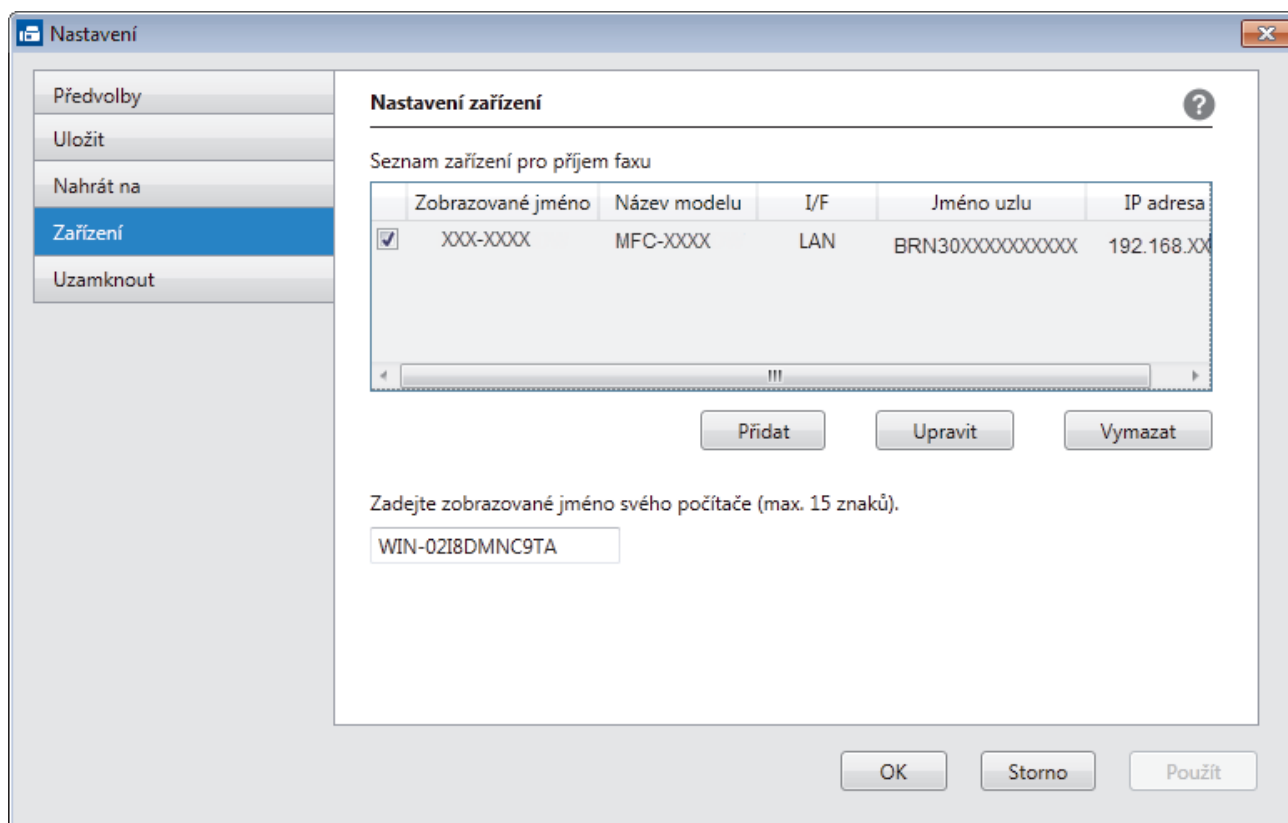 Nastavení
Předvolby
Uložit
Nahrát na
Zařízení
Uzamknout
Nastavení zařízení
Seznam zařízení pro příjem faxu
Zobrazované jméno Název modelu I/F Jméno uzlu IP adresa
XXX-XXXX MFC-XXXX LAN BRN30XXXXXXXXXX 192.168.XX
Přidat Upravit Vymazat
Zadejte zobrazované jméno svého počítače (max. 15 znaků).
WIN-02I8DMNC9TA
OK Storno Použít